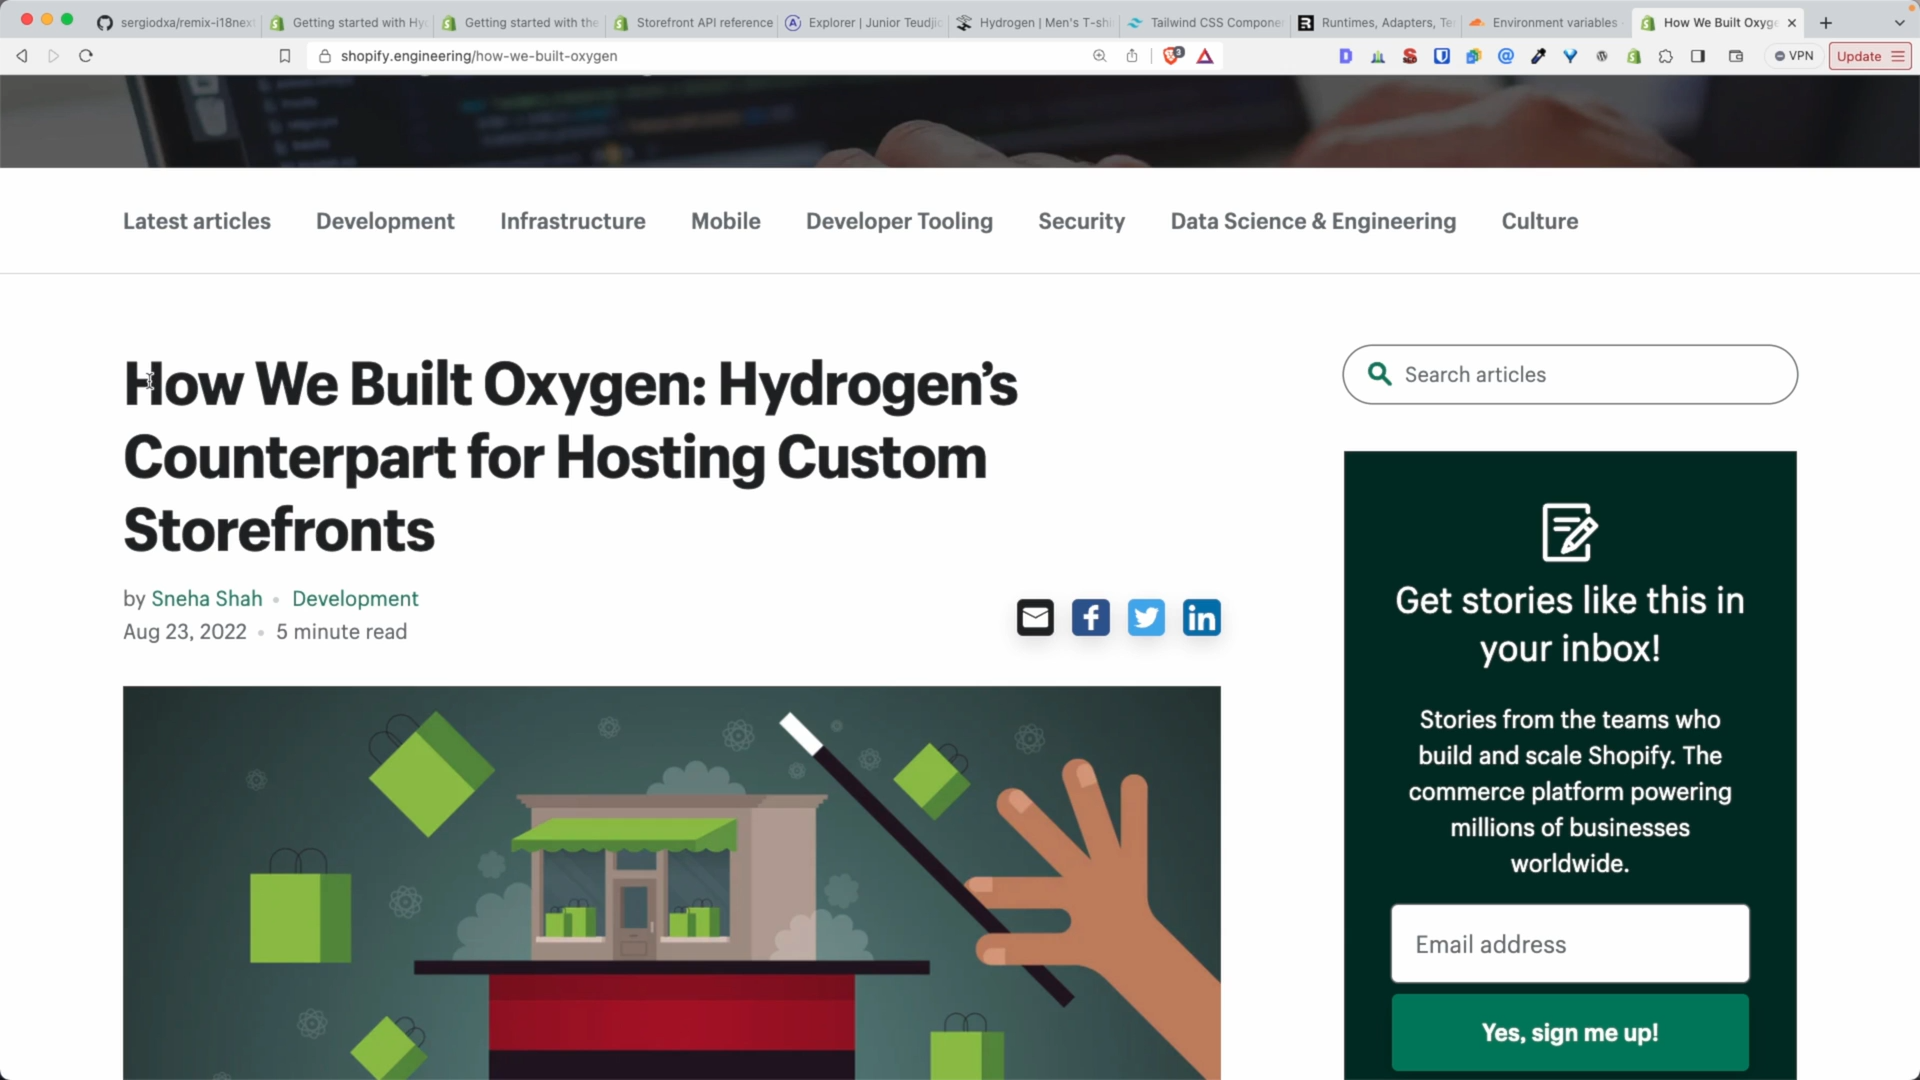 sergiodxa/remix-i18nex
Getting started with Hy
Getting started with the
Storefront API reference
Explorer | Junior Teudji
Hydrogen | Men's T-shi
Tailwind CSS Compone
Runtimes, Adapters, Te
Environment variables
How We Built Oxyge
shopify.engineering/how-we-built-oxygen
3
VPN
Update
Latest articles
Development
Infrastructure
Mobile
Developer Tooling
Security
Data Science & Engineering
Culture
How We Built Oxygen: Hydrogen's
Counterpart for Hosting Custom
Storefronts
by Sneha Shah • Development
Aug 23, 2022 • 5 minute read
Search articles
Get stories like this in
your inbox!
Stories from the teams who
build and scale Shopify. The
commerce platform powering
millions of businesses
worldwide.
Email address
Yes, sign me up!